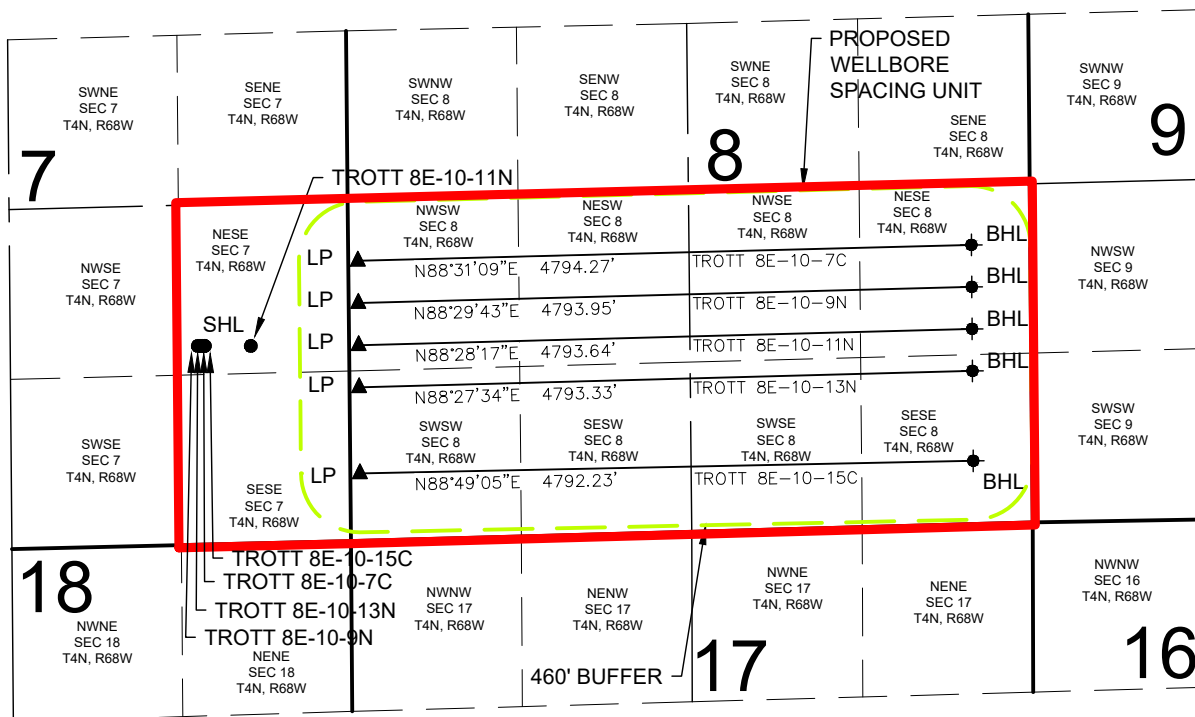 PROPOSED
WELLBORE
SPACING UNIT
SWNE
SEC 7
T4N, R68W
SENE
SEC 7
T4N, R68W
SWNW
SEC 8
T4N, R68W
SENW
SEC 8
T4N, R68W
SWNE
SEC 8
T4N, R68W
SENE
SEC 8
T4N, R68W
SWNW
SEC 9
T4N, R68W
7
8
9
TROTT 8E-10-11N
NWSE
SEC 7
T4N, R68W
NESE
SEC 7
T4N, R68W
NWSW
SEC 8
T4N, R68W
NESW
SEC 8
T4N, R68W
NWSE
SEC 8
T4N, R68W
NESE
SEC 8
T4N, R68W
NWSW
SEC 9
T4N, R68W
SHL
LP
N88°31'09"E 4794.27' TROTT 8E-10-7C
BHL
LP
N88°29'43"E 4793.95' TROTT 8E-10-9N
BHL
LP
N88°28'17"E 4793.64' TROTT 8E-10-11N
BHL
LP
N88°27'34"E 4793.33' TROTT 8E-10-13N
BHL
SWSE
SEC 7
T4N, R68W
SESE
SEC 7
T4N, R68W
SWSW
SEC 8
T4N, R68W
SESW
SEC 8
T4N, R68W
SWSE
SEC 8
T4N, R68W
SESE
SEC 8
T4N, R68W
SWSW
SEC 9
T4N, R68W
LP
N88°49'05"E 4792.23' TROTT 8E-10-15C
BHL
TROTT 8E-10-15C
TROTT 8E-10-7C
TROTT 8E-10-13N
TROTT 8E-10-9N
18
NWNE
SEC 18
T4N, R68W
NENE
SEC 18
T4N, R68W
NWNW
SEC 17
T4N, R68W
NENW
SEC 17
T4N, R68W
NWNE
SEC 17
T4N, R68W
NENE
SEC 17
T4N, R68W
NWNW
SEC 16
T4N, R68W
460' BUFFER
17
16